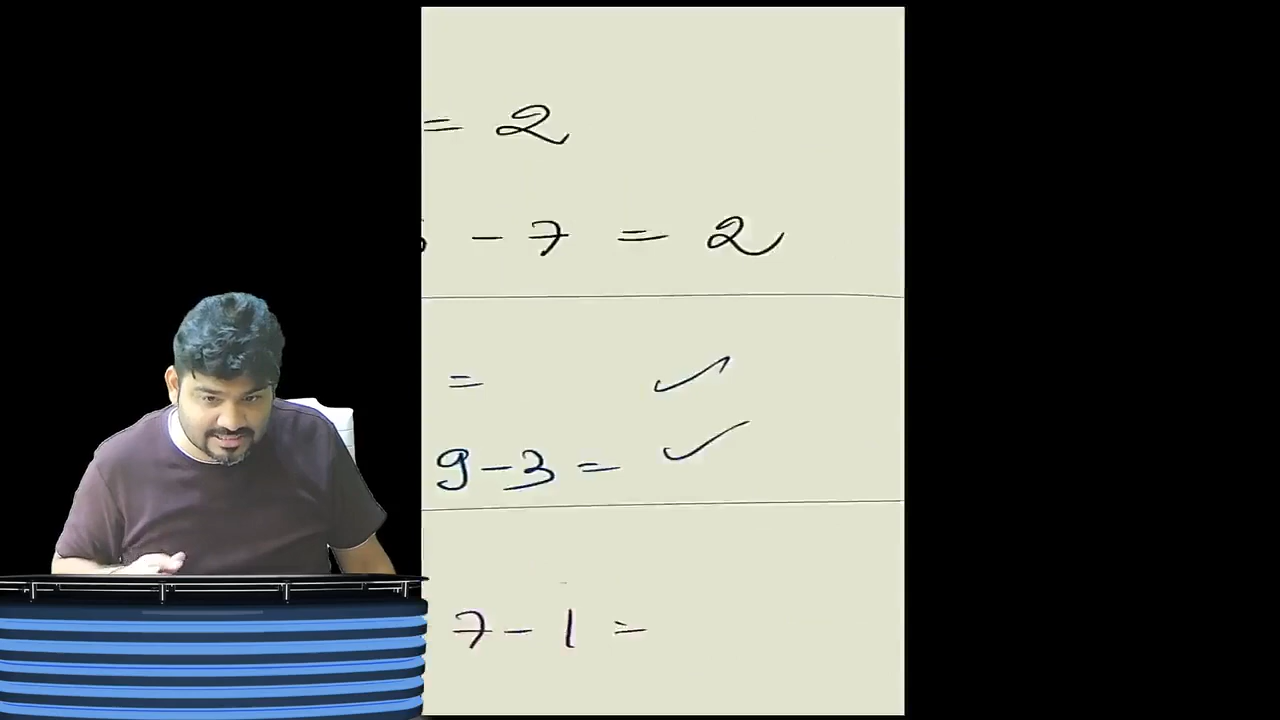 = 2
- 7 = 2
=
9-3=
7-1=